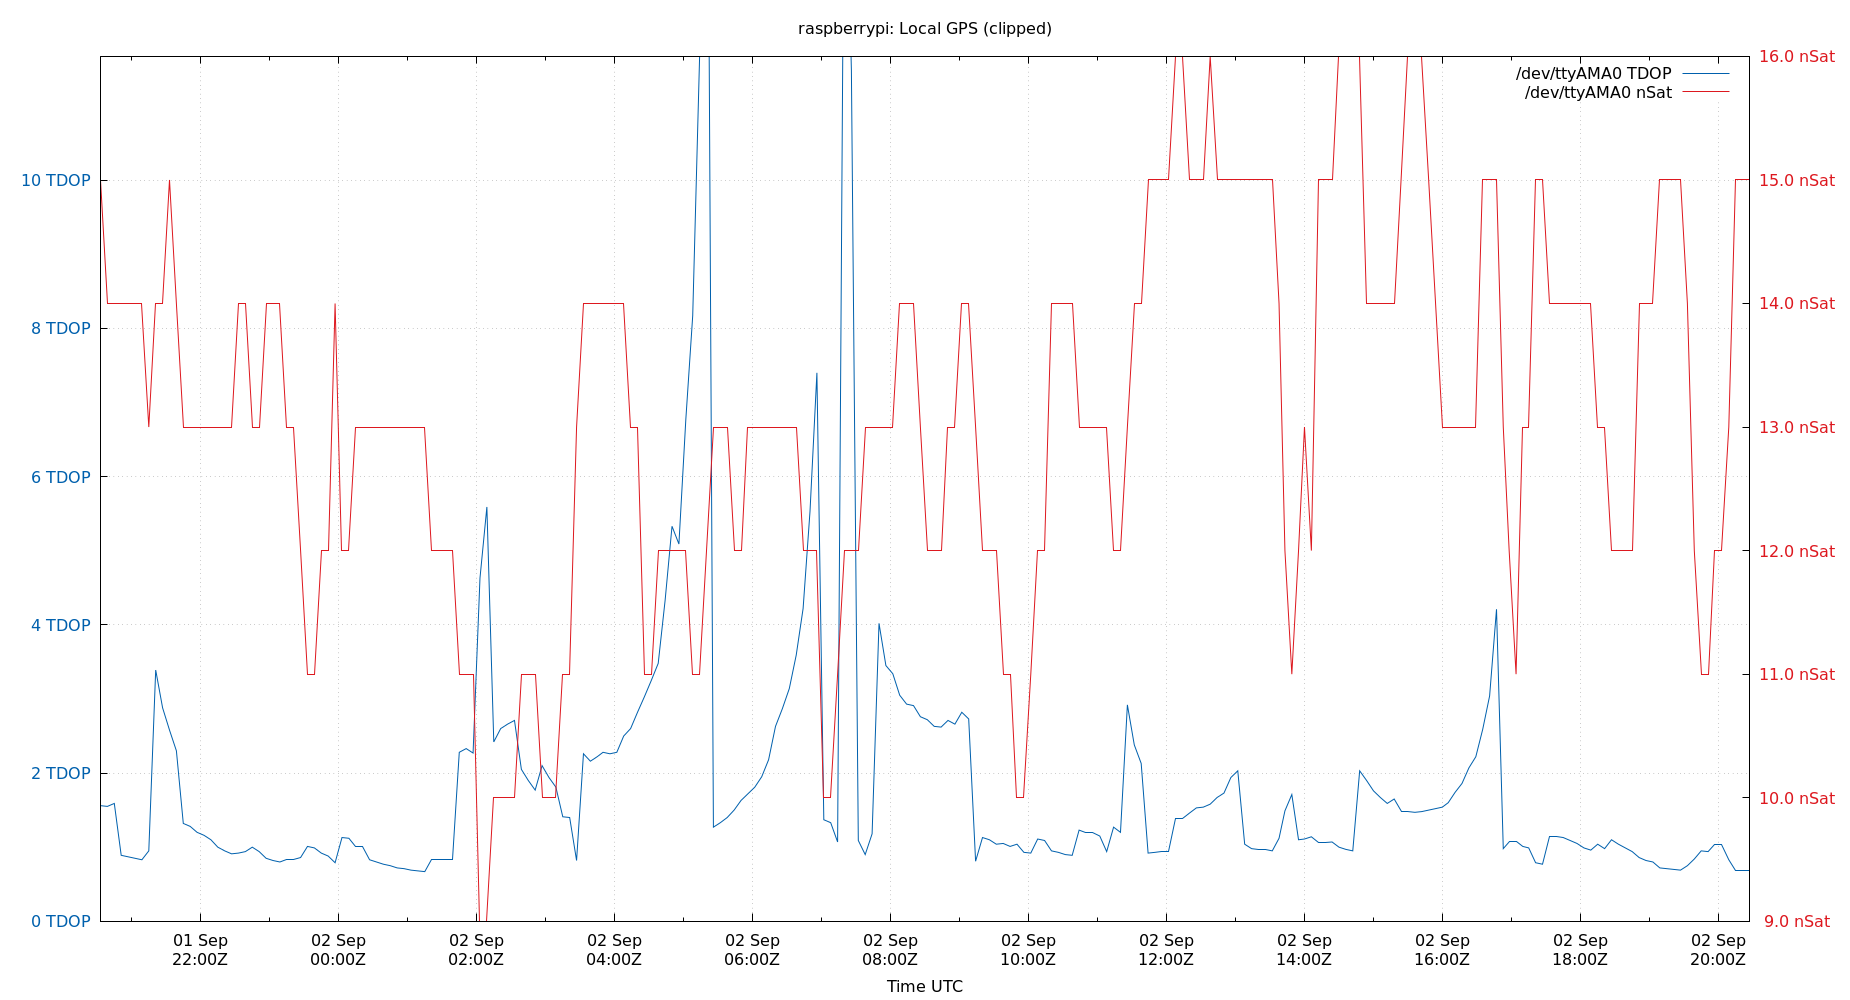 raspberrypi: Local GPS (clipped)
16.0 nSat
/dev/ttyAMA0 TDOP
/dev/ttyAMA0 nSat
10 TDOP
15.0 nSat
14.0 nSat
8 TDOP
13.0 nSat
6 TDOP
12.0 nSat
4 TDOP
11.0 nSat
2 TDOP
10.0 nSat
0 TDOP
9.0 nSat
01 Sep 02 Sep 02 Sep 02 Sep 02 Sep 02 Sep 02 Sep 02 Sep 02 Sep 02 Sep 02 Sep 02 Sep
22:00Z 00:00Z 02:00Z 04:00Z 06:00Z 08:00Z 10:00Z 12:00Z 14:00Z 16:00Z 18:00Z 20:00Z
Time UTC